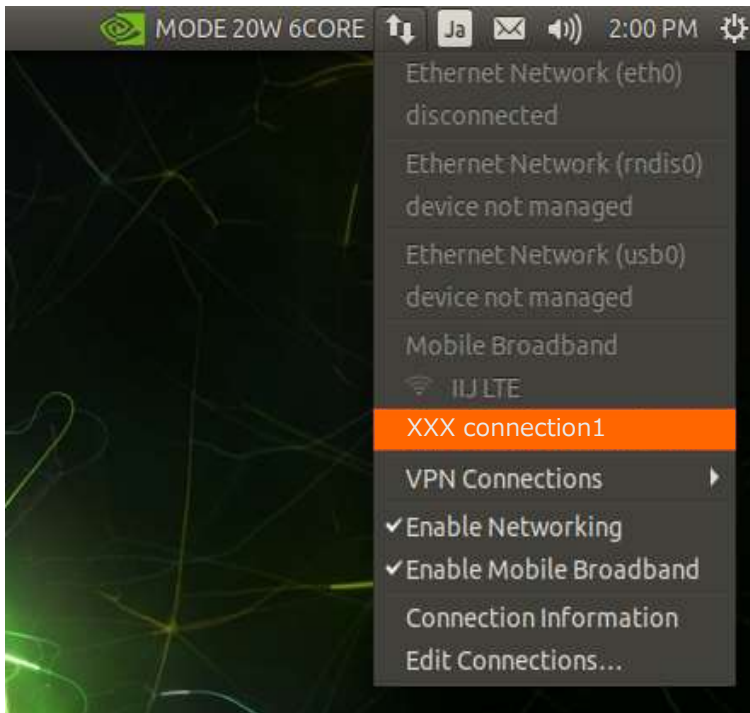 MODE 20W 6CORE Ja 2:00 PM
Ethernet Network (eth0)
disconnected
Ethernet Network (rndis0)
device not managed
Ethernet Network (usb0)
device not managed
Mobile Broadband
IIJ LTE
XXX connection1
VPN Connections
Enable Networking
Enable Mobile Broadband
Connection Information
Edit Connections...